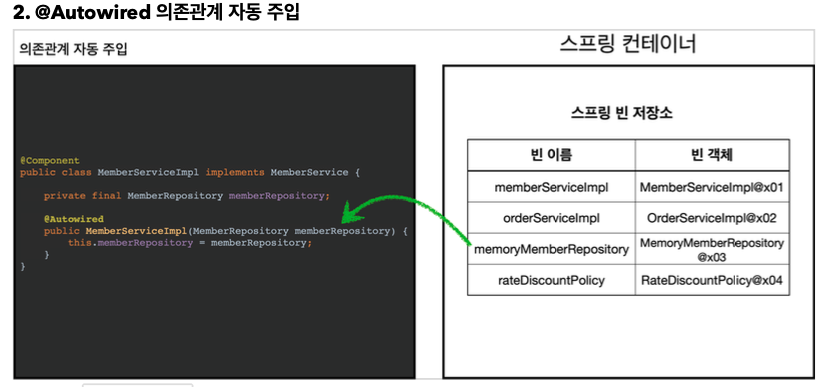 2. @Autowired 의존관계 자동 주입
의존관계 자동 주입
스프링 컨테이너
@Component
public class MemberServiceImpl implements MemberService {
private final MemberRepository memberRepository;
@Autowired
public MemberServiceImpl(MemberRepository memberRepository) {
this.memberRepository = memberRepository;
}
}
스프링 빈 저장소
빈 이름 빈 객체
memberServiceImpl MemberServiceImpl@x01
orderServiceImpl OrderServiceImpl@x02
memoryMemberRepository MemoryMemberRepository
@x03
rateDiscountPolicy RateDiscountPolicy@x04